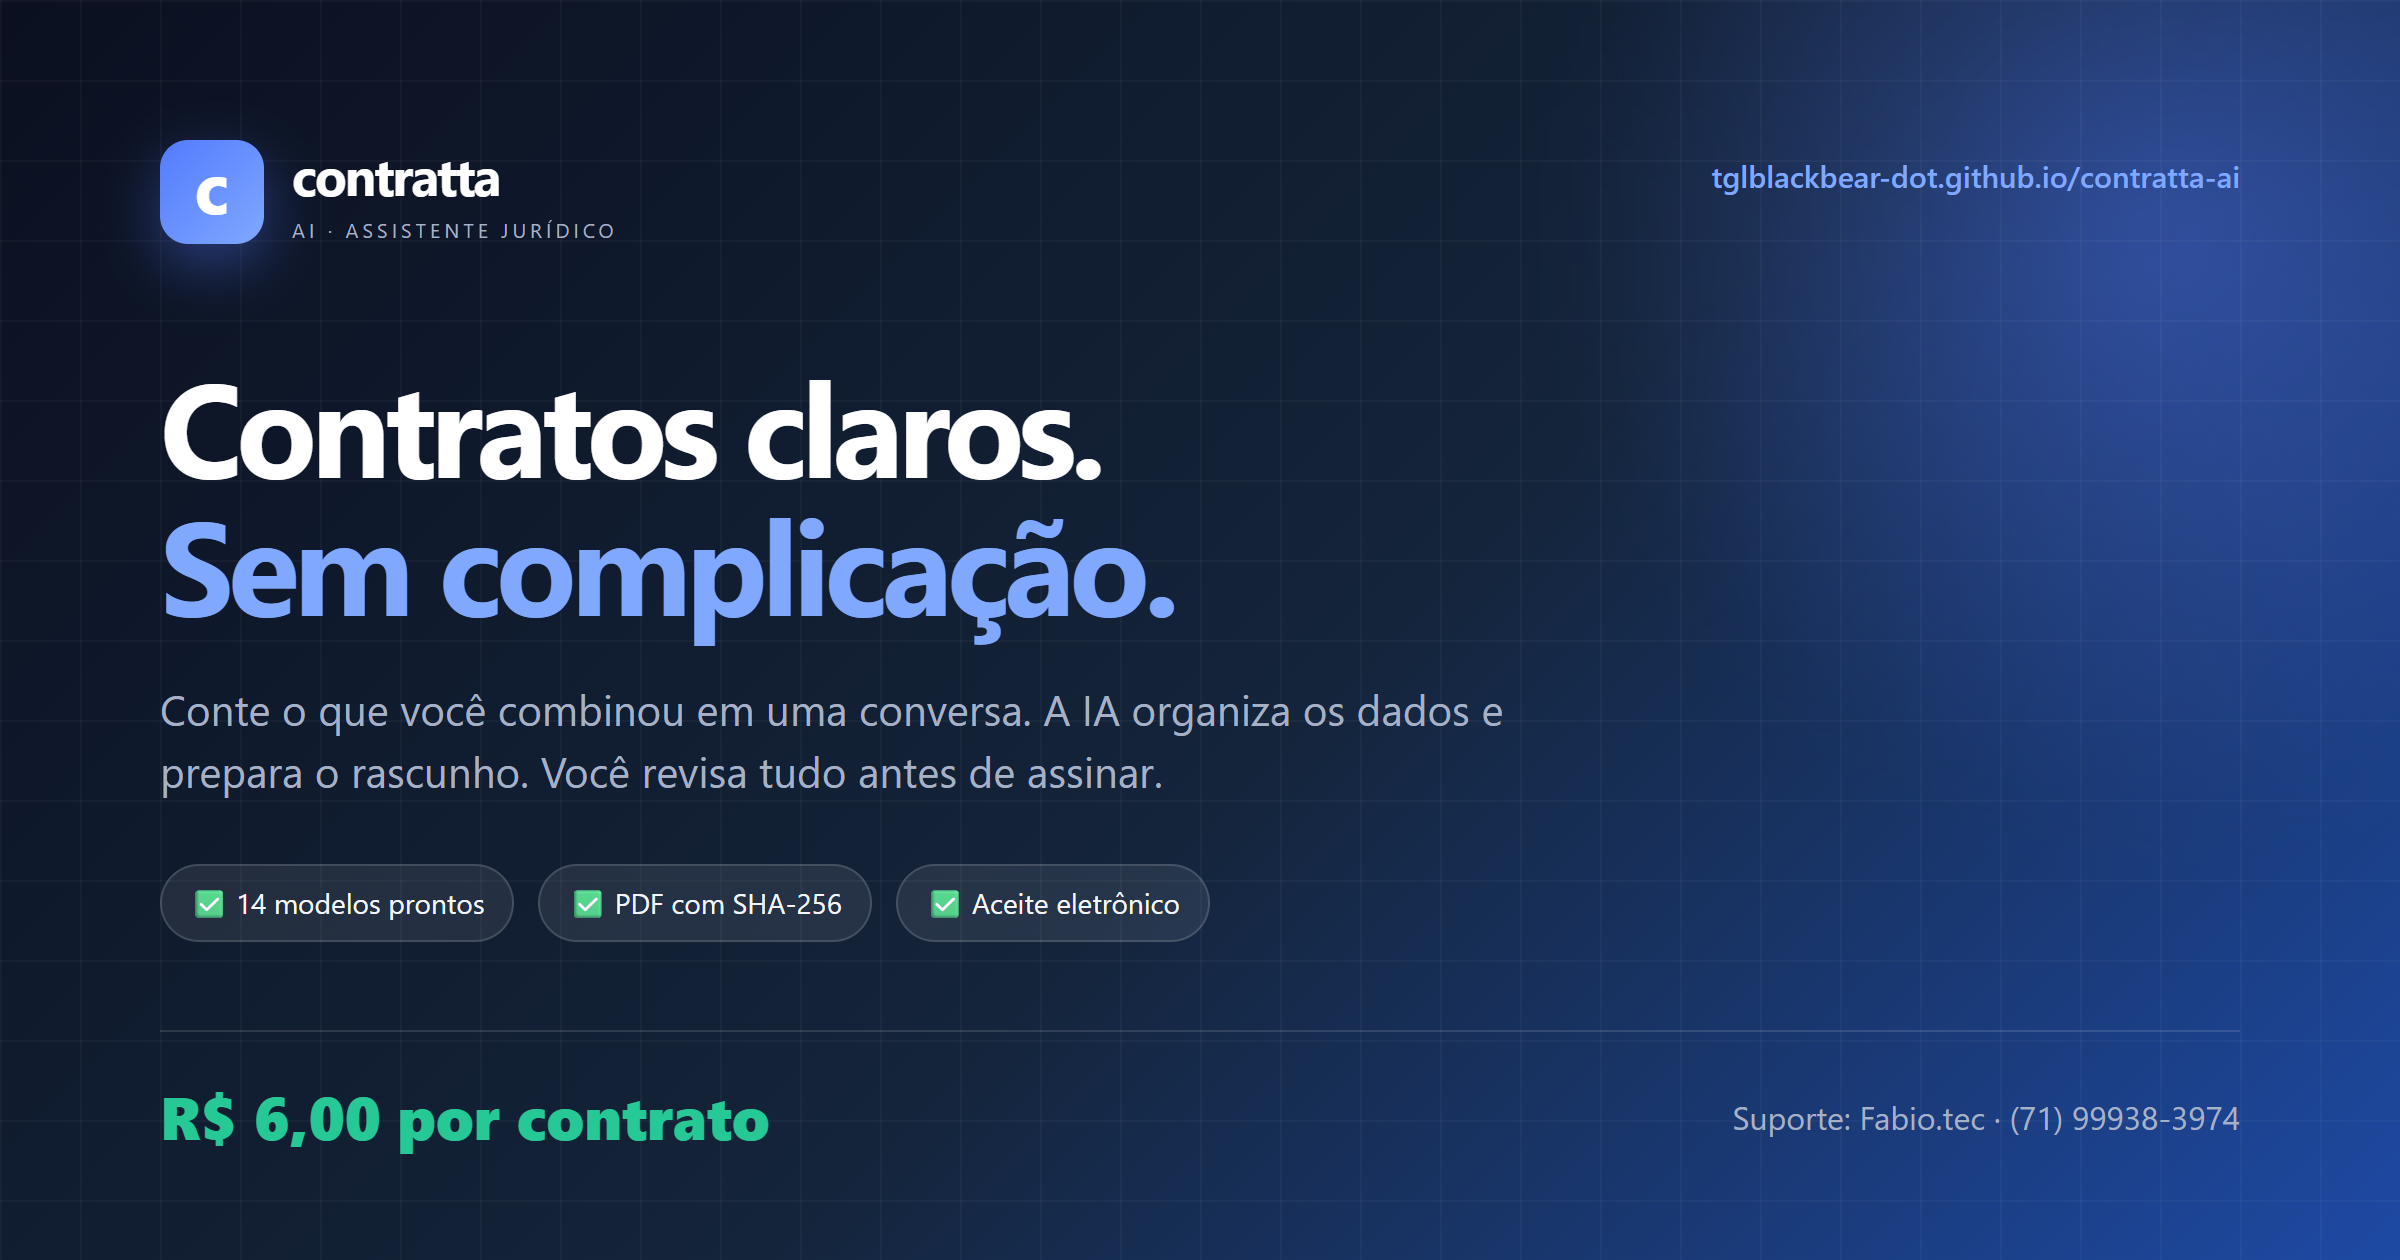 c
contratta
AI · ASSISTENTE JURÍDICO
tglblackbear-dot.github.io/contratta-ai
Contratos claros.
Sem complicação.
Conte o que você combinou em uma conversa. A IA organiza os dados e
prepara o rascunho. Você revisa tudo antes de assinar.
✅ 14 modelos prontos
✅ PDF com SHA-256
✅ Aceite eletrônico
R$ 6,00 por contrato
Suporte: Fabio.tec · (71) 99938-3974